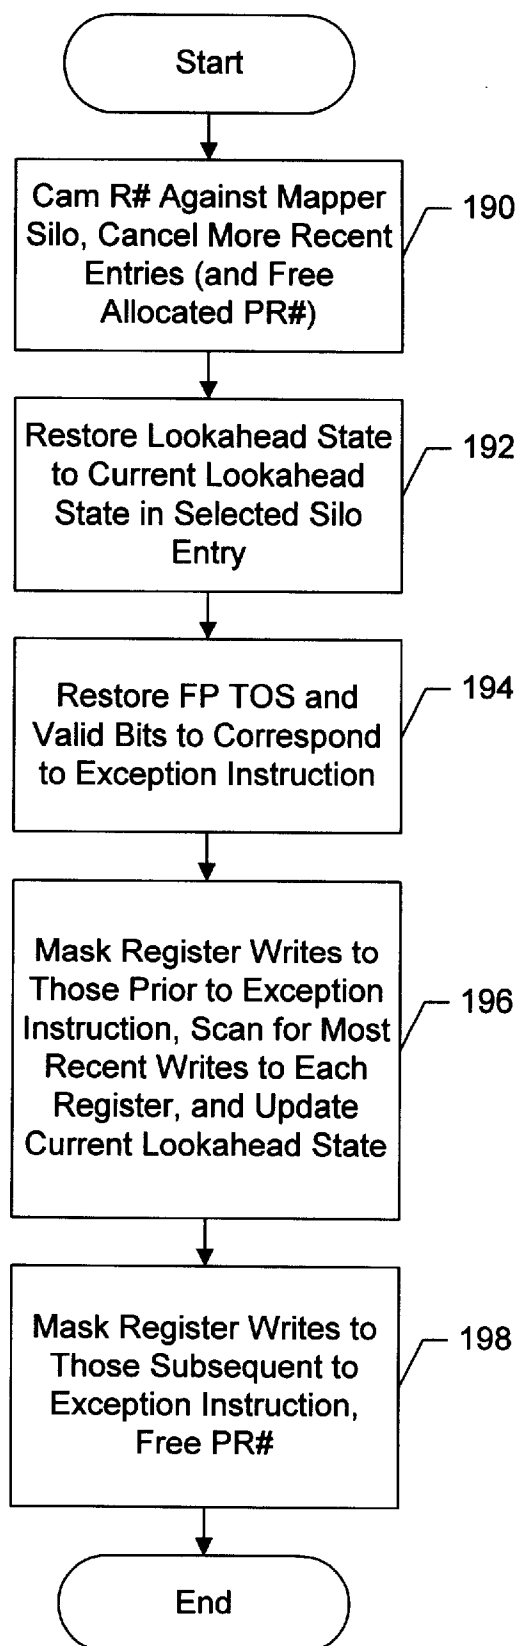 Start
Cam R# Against Mapper
Silo, Cancel More Recent
Entries (and Free
Allocated PR#)
190
Restore Lookahead State
to Current Lookahead
State in Selected Silo
Entry
192
Restore FP TOS and
Valid Bits to Correspond
to Exception Instruction
194
Mask Register Writes to
Those Prior to Exception
Instruction, Scan for Most
Recent Writes to Each
Register, and Update
Current Lookahead State
196
Mask Register Writes to
Those Subsequent to
Exception Instruction,
Free PR#
198
End